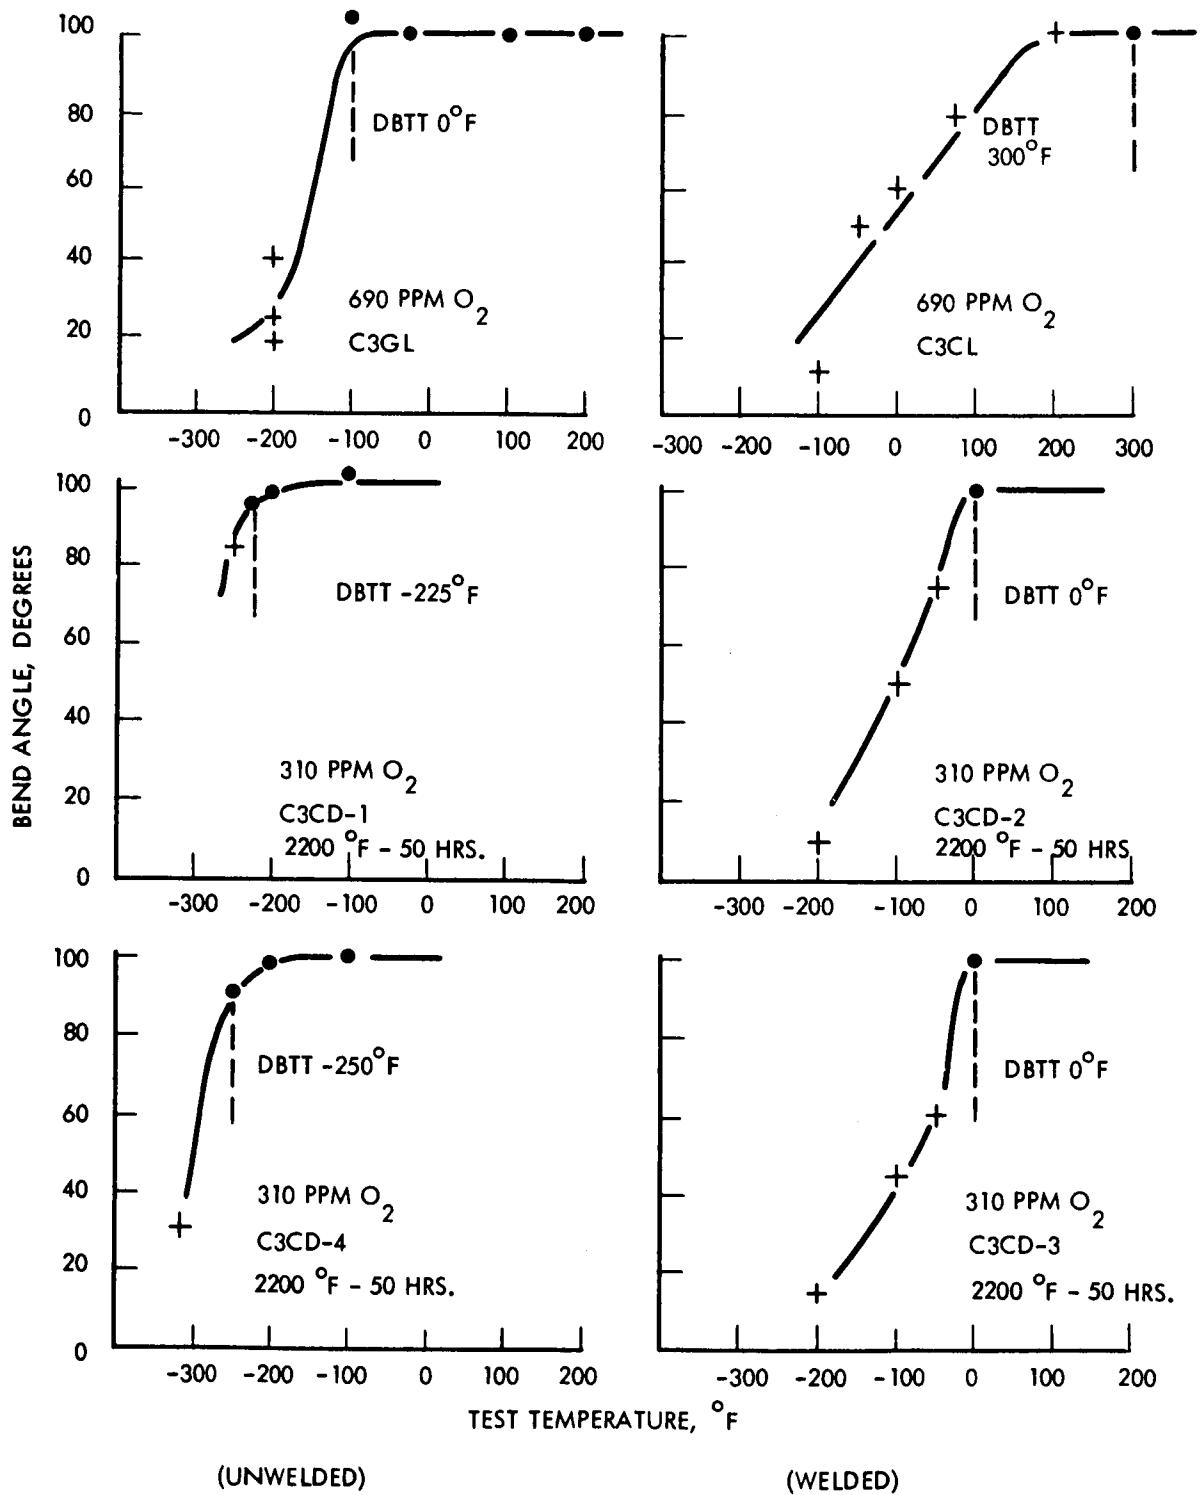 100
80
60
40
20
0
DBTT 0°F
690 PPM O2
C3GL
-300 -200 -100 0 100 200
DBTT
300°F
690 PPM O2
C3CL
-300 -200 -100 0 100 200 300
BEND ANGLE, DEGREES
100
80
60
40
20
0
DBTT -225°F
310 PPM O2
C3CD-1
2200 °F - 50 HRS.
-300 -200 -100 0 100 200
DBTT 0°F
310 PPM O2
C3CD-2
2200 °F - 50 HRS
-300 -200 -100 0 100 200
100
80
60
40
20
0
DBTT -250°F
310 PPM O2
C3CD-4
2200 °F - 50 HRS.
-300 -200 -100 0 100 200
DBTT 0°F
310 PPM O2
C3CD-3
2200 °F - 50 HRS.
-300 -200 -100 0 100 200
TEST TEMPERATURE, °F
(UNWELDED)
(WELDED)